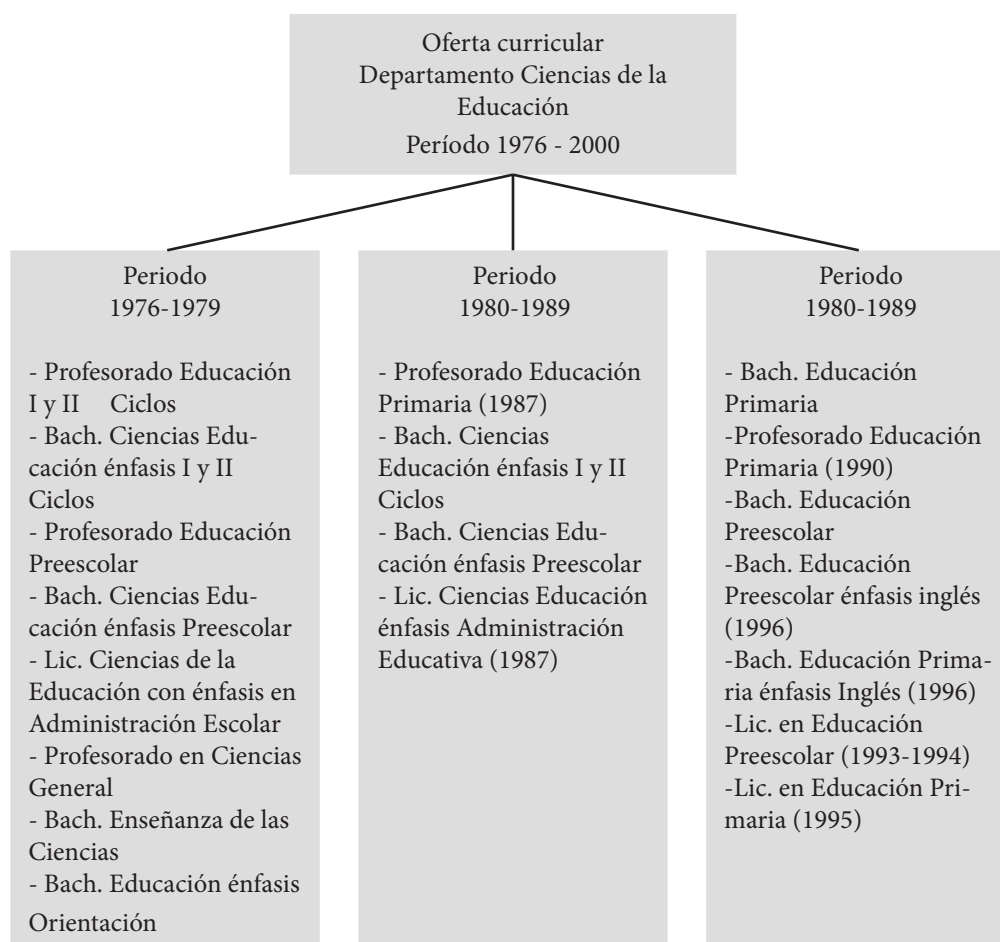 Oferta curricular
Departamento Ciencias de la
Educación
Período 1976 - 2000
Periodo
1976-1979
- Profesorado Educación
I y II Ciclos
- Bach. Ciencias Edu-
cación énfasis I y II
Ciclos
- Profesorado Educación
Preescolar
- Bach. Ciencias Edu-
cación énfasis Preescolar
- Lic. Ciencias de la
Educación con énfasis en
Administración Escolar
- Profesorado en Ciencias
General
- Bach. Enseñanza de las
Ciencias
- Bach. Educación énfasis
Orientación
Periodo
1980-1989
- Profesorado Educación
Primaria (1987)
- Bach. Ciencias
Educación énfasis I y II
Ciclos
- Bach. Ciencias Edu-
cación énfasis Preescolar
- Lic. Ciencias Educación
énfasis Administración
Educativa (1987)
Periodo
1980-1989
- Bach. Educación
Primaria
-Profesorado Educación
Primaria (1990)
-Bach. Educación
Preescolar
-Bach. Educación
Preescolar énfasis inglés
(1996)
-Bach. Educación Prima-
ria énfasis Inglés (1996)
-Lic. en Educación
Preescolar (1993-1994)
-Lic. en Educación Pri-
maria (1995)